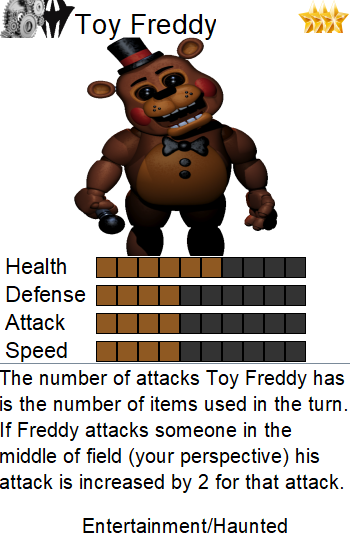 Toy Freddy
Health
Defense
Attack
Speed
The number of attacks Toy Freddy has
is the number of items used in the turn.
If Freddy attacks someone in the
middle of field (your perspective) his
attack is increased by 2 for that attack.
Entertainment/Haunted